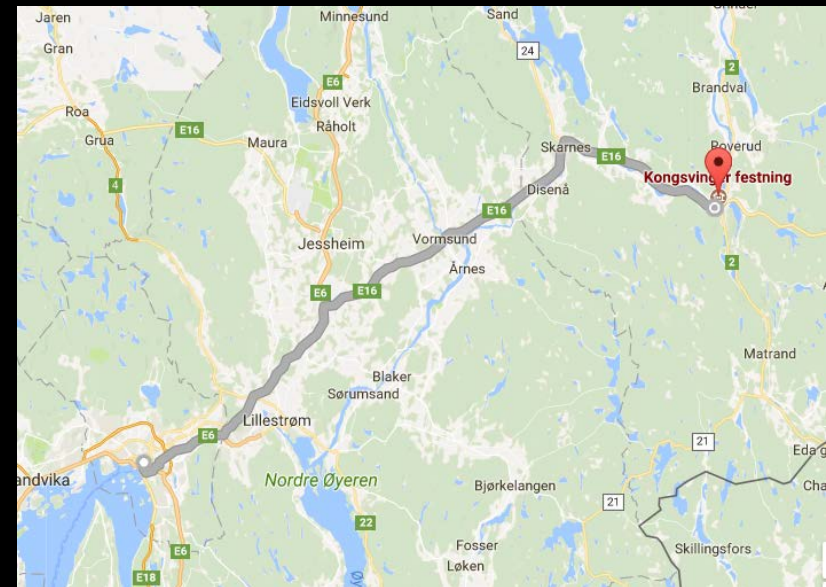 Jaren
Minnesund
Sand
Gran
24
2
E6
Brandval
Eidsvoll Verk
Råholt
Roa
E16
Grua
Maura
Skarnes
E16
Roverud
Kongsvinger festning
4
Disenå
E16
Jessheim
Vormsund
Årnes
2
E6
E16
Matrand
Blaker
Sørumsand
Lillestrøm
E6
21
andvika
Nordre Øyeren
Bjørkelangen
21
22
Fosser
Løken
Skillingsfors
E6
E18